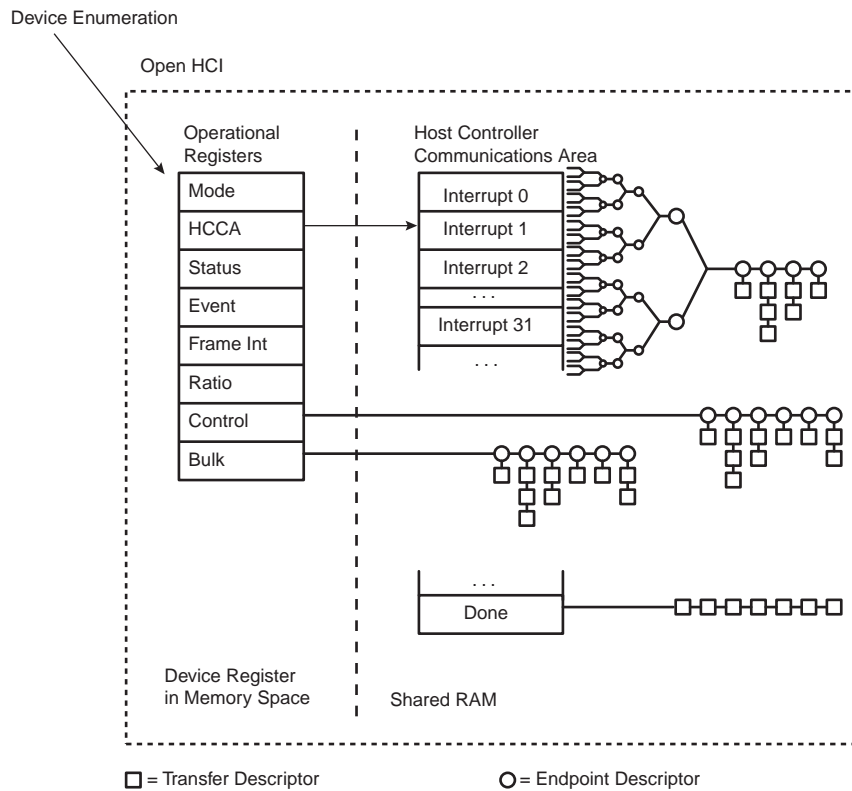 Device Enumeration
Open HCI
Operational
Registers
Mode
HCCA
Status
Event
Frame Int
Ratio
Control
Bulk
Host Controller
Communications Area
Interrupt 0
Interrupt 1
Interrupt 2
. . .
Interrupt 31
. . .
. . .
Done
Device Register
in Memory Space
Shared RAM
= Transfer Descriptor
= Endpoint Descriptor